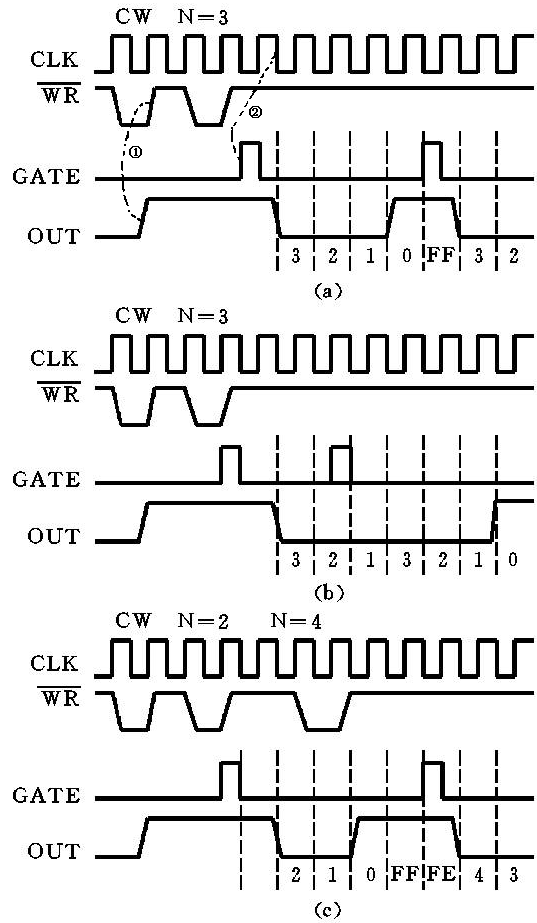 CW N=3
CLK
WR
①
②
GATE
OUT
3 2 1 0 FF 3 2
(a)
CW N=3
CLK
WR
GATE
OUT
3 2 1 3 2 1 0
(b)
CW N=2 N=4
CLK
WR
GATE
OUT
2 1 0 FF FE 4 3
(c)